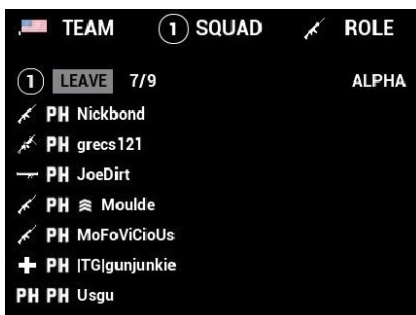 TEAM 1 SQUAD ROLE
1 LEAVE 7/9 ALPHA
PH Nickbond
PH grecs121
PH JoeDirt
PH Moulde
PH MoFoViCioUs
PH |TG|gunjunkie
PH PH Usgu